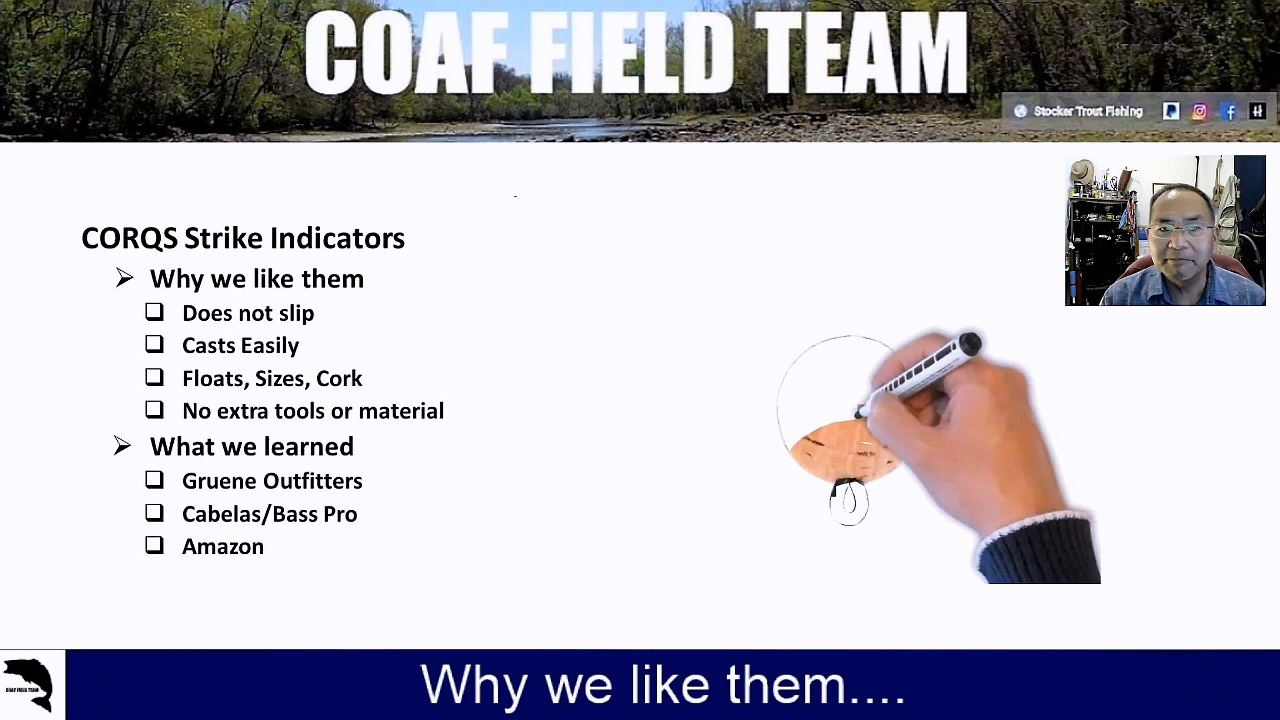 COAF FIELD TEAM
Stocker Trout Fishing
CORQS Strike Indicators
Why we like them
Does not slip
Casts Easily
Floats, Sizes, Cork
No extra tools or material
What we learned
Gruene Outfitters
Cabelas/Bass Pro
Amazon
COAF FIELD TEAM
Why we like them....